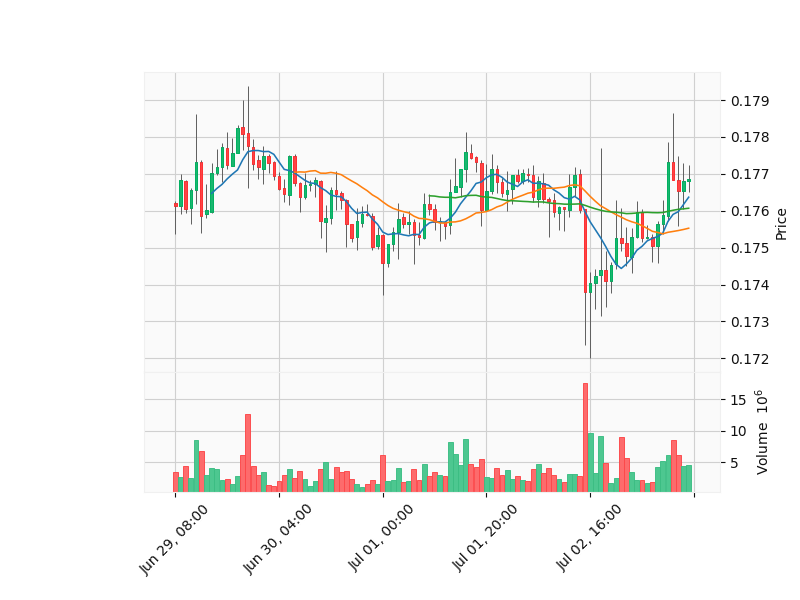 0.179
0.178
0.177
0.176
0.175
0.174
0.173
0.172
Price
15
10
5
Volume 10^6
Jun 29, 08:00
Jun 30, 04:00
Jul 01, 00:00
Jul 01, 20:00
Jul 02, 16:00